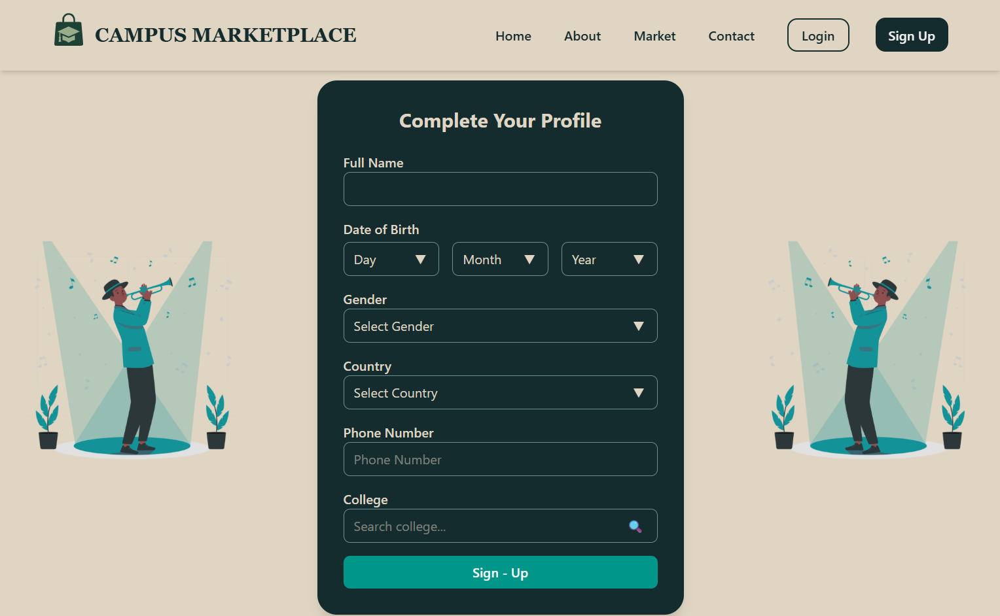 CAMPUS MARKETPLACE
Home About Market Contact Login Sign Up
Complete Your Profile
Full Name
Date of Birth
Day Month Year
Gender
Select Gender
Country
Select Country
Phone Number
Phone Number
College
Search college...
Sign - Up